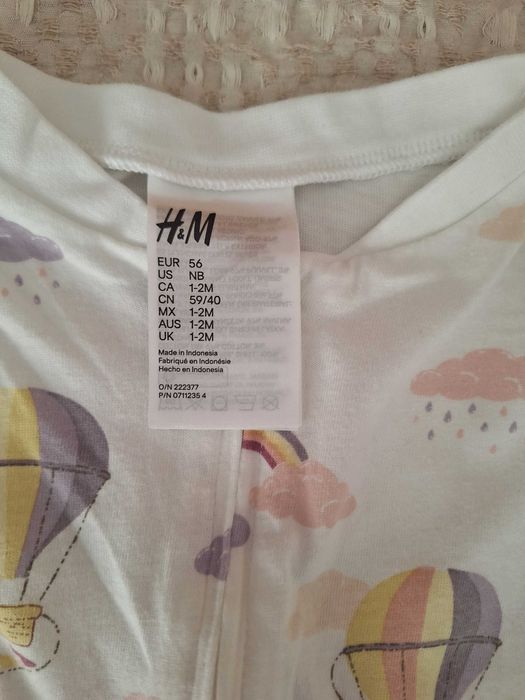 H&M
EUR 56
US NB
CA 1-2M
CN 59/40
MX 1-2M
AUS 1-2M
UK 1-2M
Made in Indonesia
Fabriqué en Indonésie
Hecho en Indonesia
O/N 222377
P/N 0711235 4